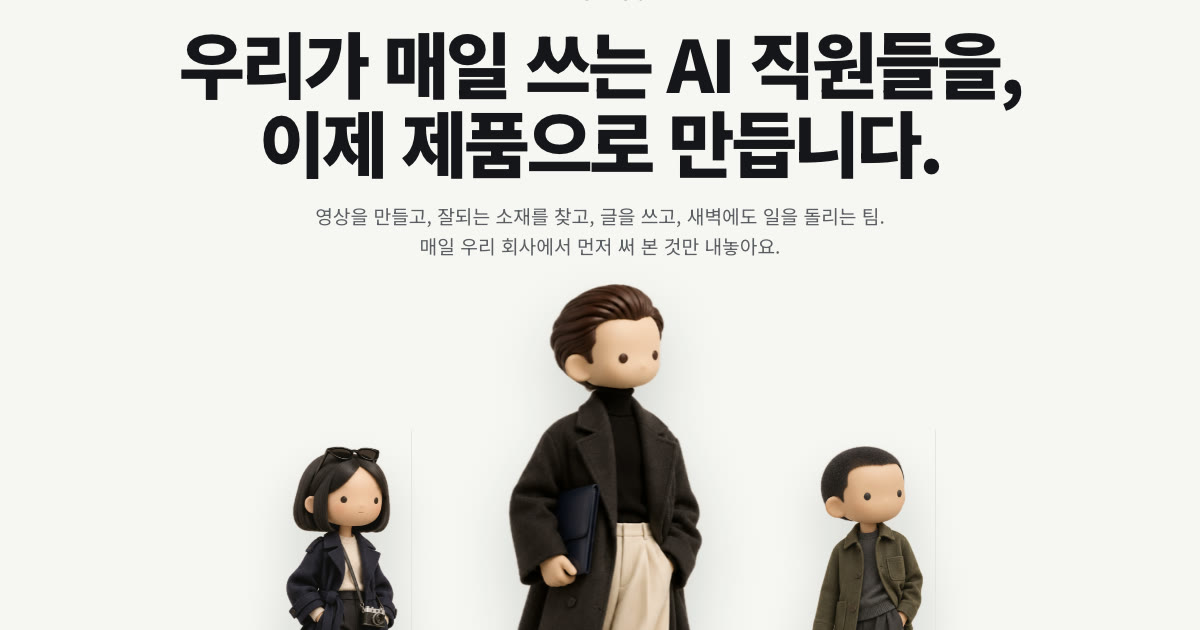 우리가 매일 쓰는 AI 직원들을,
이제 제품으로 만듭니다.
영상을 만들고, 잘되는 소재를 찾고, 글을 쓰고, 새벽에도 일을 돌리는 팀.
매일 우리 회사에서 먼저 써 본 것만 내놓아요.